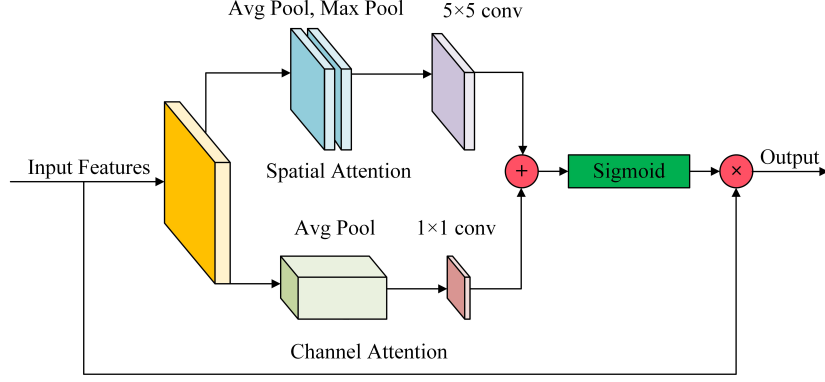 Avg Pool, Max Pool
5×5 conv
Input Features
Spatial Attention
+
Sigmoid
×
Output
Avg Pool
1×1 conv
Channel Attention